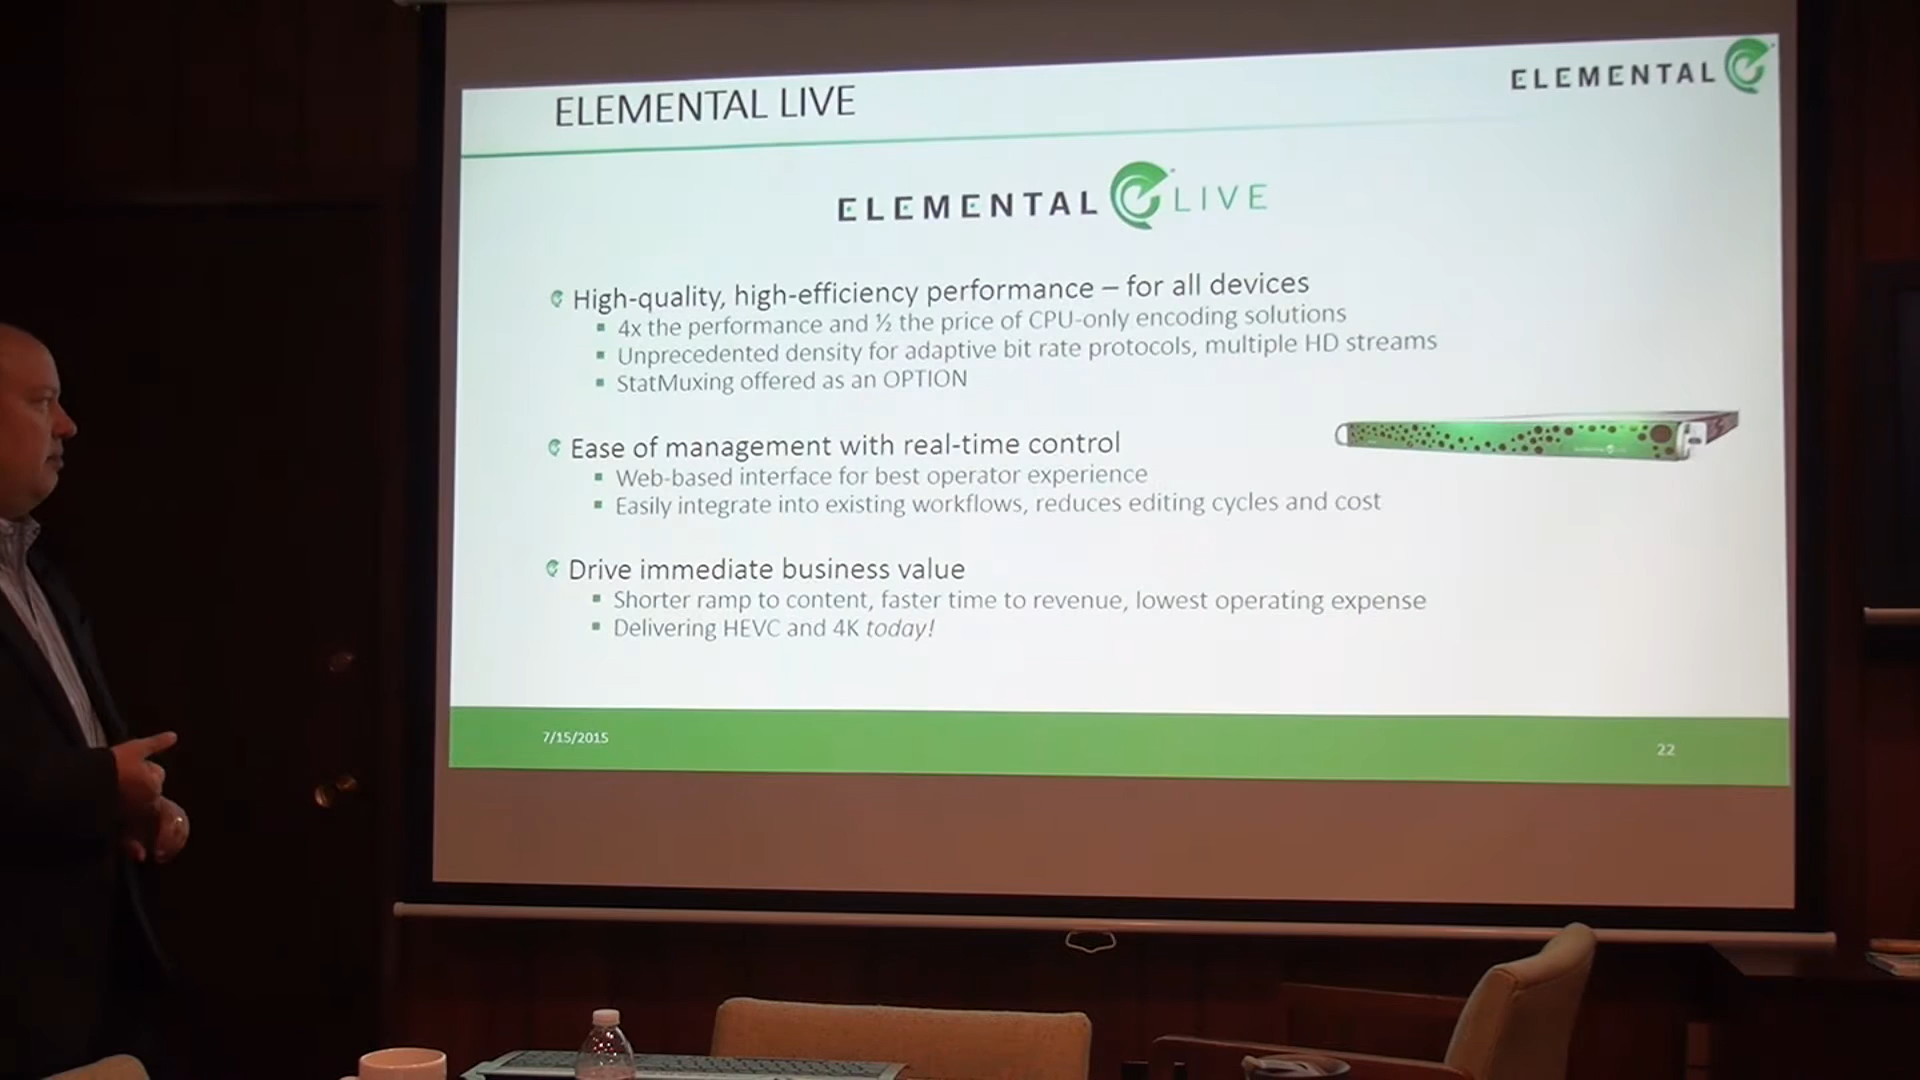 ELEMENTAL LIVE
ELEMENTAL
ELEMENTAL LIVE
High-quality, high-efficiency performance – for all devices
4x the performance and ½ the price of CPU-only encoding solutions
Unprecedented density for adaptive bit rate protocols, multiple HD streams
StatMuxing offered as an OPTION
Ease of management with real-time control
Web-based interface for best operator experience
Easily integrate into existing workflows, reduces editing cycles and cost
Drive immediate business value
Shorter ramp to content, faster time to revenue, lowest operating expense
Delivering HEVC and 4K today!
7/15/2015
22